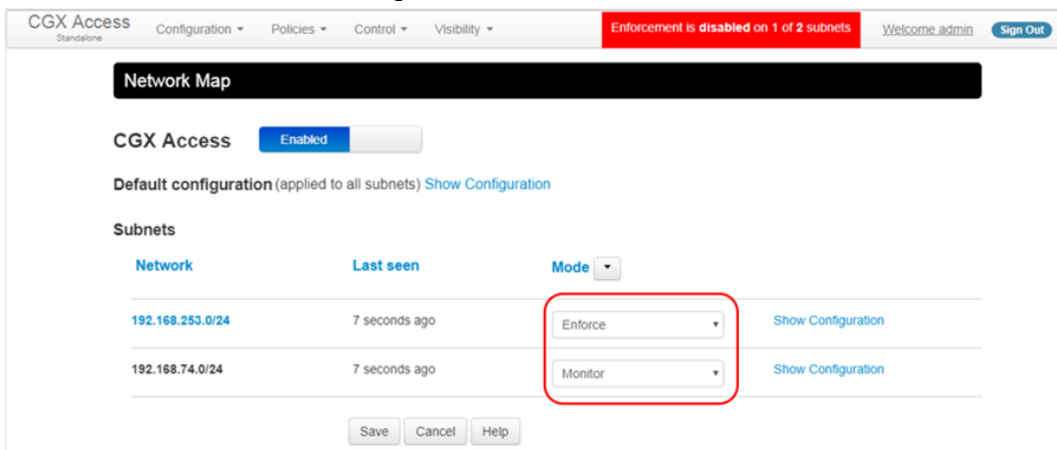 CGX Access
Standalone
Configuration
Policies
Control
Visibility
Enforcement is disabled on 1 of 2 subnets
Welcome admin
Sign Out
Network Map
CGX Access
Enabled
Default configuration (applied to all subnets) Show Configuration
Subnets
Network Last seen Mode
192.168.253.0/24 7 seconds ago Enforce Show Configuration
192.168.74.0/24 7 seconds ago Monitor Show Configuration
Save Cancel Help